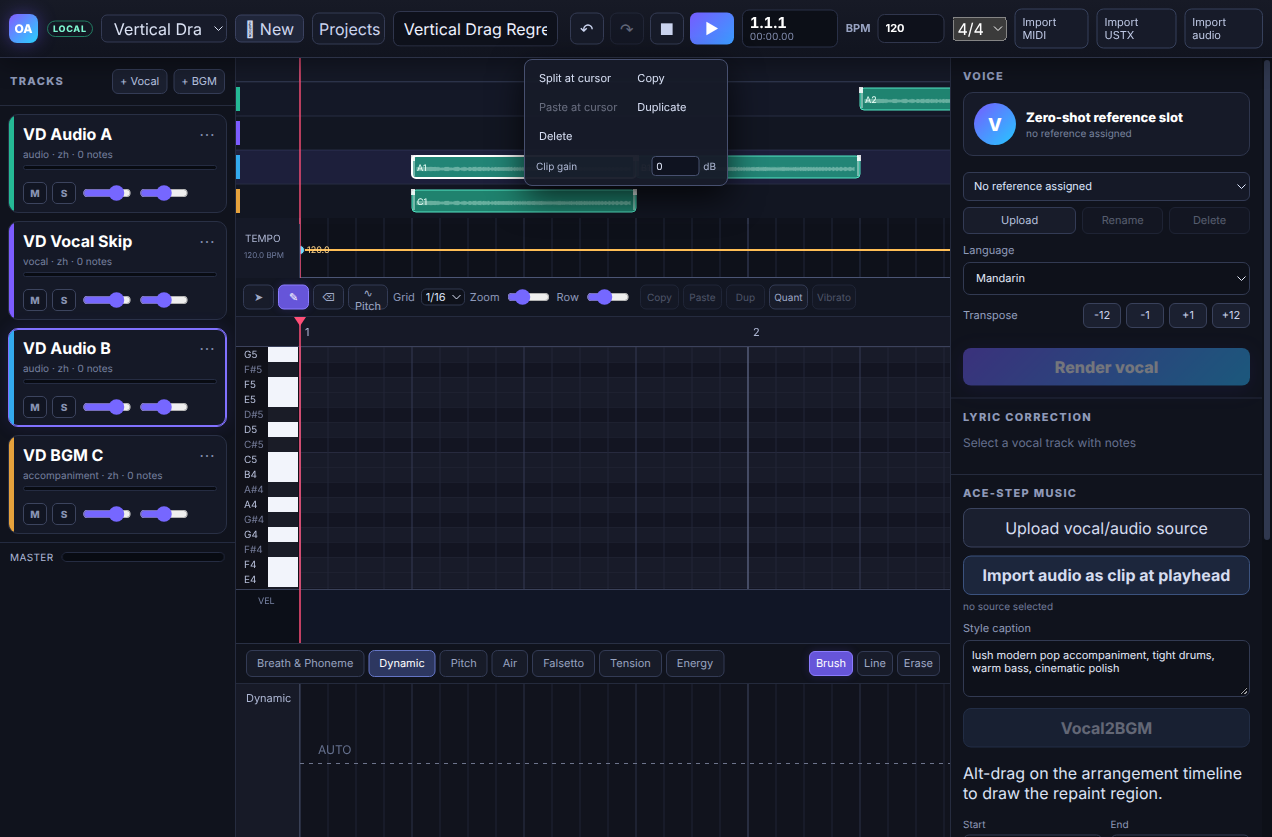 OA LOCAL Vertical Dra New Projects Vertical Drag Regre 1.1.1 00:00.00 BPM 120 4/4 Import MIDI Import USTX Import audio
TRACKS + Vocal + BGM
VD Audio A
audio · zh · 0 notes
M S
VD Vocal Skip
vocal · zh · 0 notes
M S
VD Audio B
audio · zh · 0 notes
M S
VD BGM C
accompaniment · zh · 0 notes
M S
MASTER
Split at cursor Copy
Paste at cursor Duplicate
Delete
Clip gain 0 dB
A2
A1
C1
TEMPO
120.0 BPM
120.0
Pitch Grid 1/16 Zoom Row Copy Paste Dup Quant Vibrato
1 2
G5
F#5
F5
E5
D#5
D5
C#5
C5
B4
A#4
A4
G#4
G4
F#4
F4
E4
VEL
Breath & Phoneme Dynamic Pitch Air Falsetto Tension Energy Brush Line Erase
Dynamic
AUTO
VOICE
V
Zero-shot reference slot
no reference assigned
No reference assigned
Upload Rename Delete
Language
Mandarin
Transpose -12 -1 +1 +12
Render vocal
LYRIC CORRECTION
Select a vocal track with notes
ACE-STEP MUSIC
Upload vocal/audio source
Import audio as clip at playhead
no source selected
Style caption
lush modern pop accompaniment, tight drums,
warm bass, cinematic polish
Vocal2BGM
Alt-drag on the arrangement timeline
to draw the repaint region.
Start End